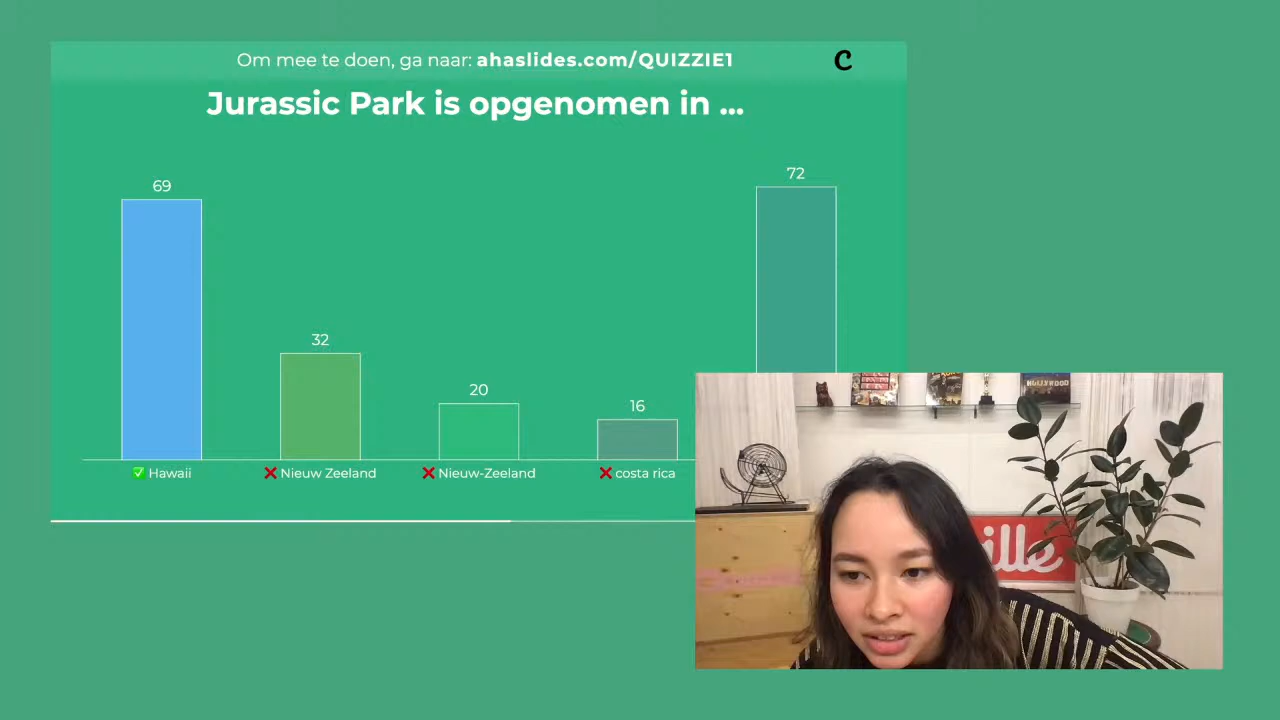 Om mee te doen, ga naar: ahaslides.com/QUIZZIE1
C
Jurassic Park is opgenomen in ...
69
32
20
16
72
✅ Hawaii
❌ Nieuw Zeeland
❌ Nieuw-Zeeland
❌ costa rica
ille